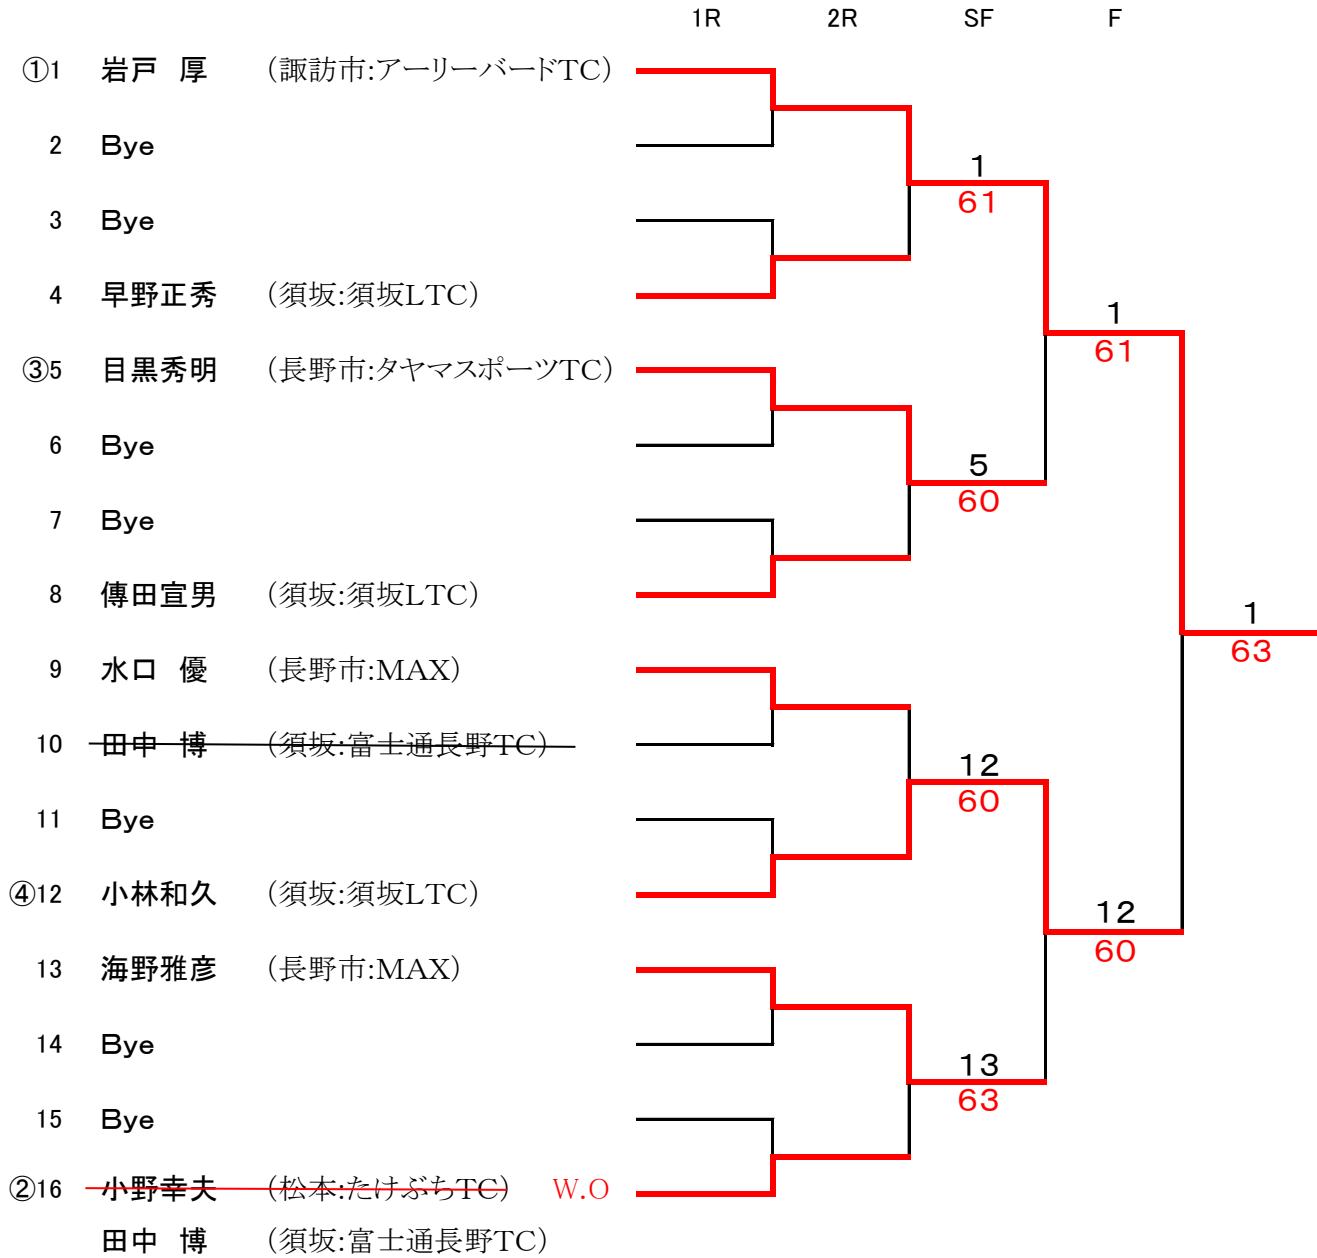 1R 2R SF F
①1 岩戸 厚 (諏訪市:アーリーバードTC)
2 Bye
1
61
3 Bye
4 早野正秀 (須坂:須坂LTC)
1
61
③5 目黒秀明 (長野市:タヤマスポーツTC)
6 Bye
5
60
7 Bye
8 傳田宣男 (須坂:須坂LTC)
1
63
9 水口 優 (長野市:MAX)
10 田中 博 (須坂:富士通長野TC)
12
60
11 Bye
④12 小林和久 (須坂:須坂LTC)
12
60
13 海野雅彦 (長野市:MAX)
14 Bye
13
63
15 Bye
②16 小野幸夫 (松本:たけぶちTC) W.O
田中 博 (須坂:富士通長野TC)